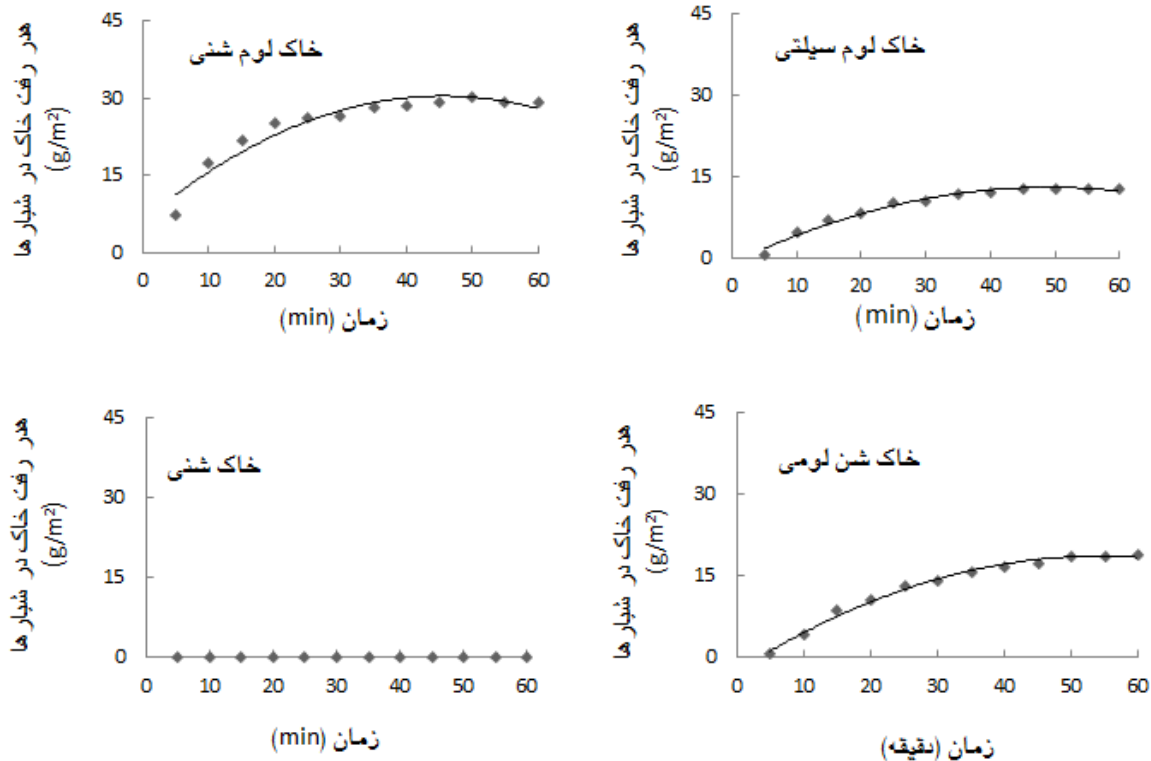 خاک لوم شنی
هدر رفت خاک در شیارها
(g/m²)
45
30
15
0
0 10 20 30 40 50 60
زمان (min)
خاک لوم سیلتی
هدر رفت خاک در شیارها
(g/m²)
45
30
15
0
0 10 20 30 40 50 60
زمان (min)
خاک شنی
هدر رفت خاک در شیارها
(g/m²)
45
30
15
0
0 10 20 30 40 50 60
زمان (min)
خاک شن لومی
هدر رفت خاک در شیارها
(g/m²)
45
30
15
0
0 10 20 30 40 50 60
زمان (دقیقه)